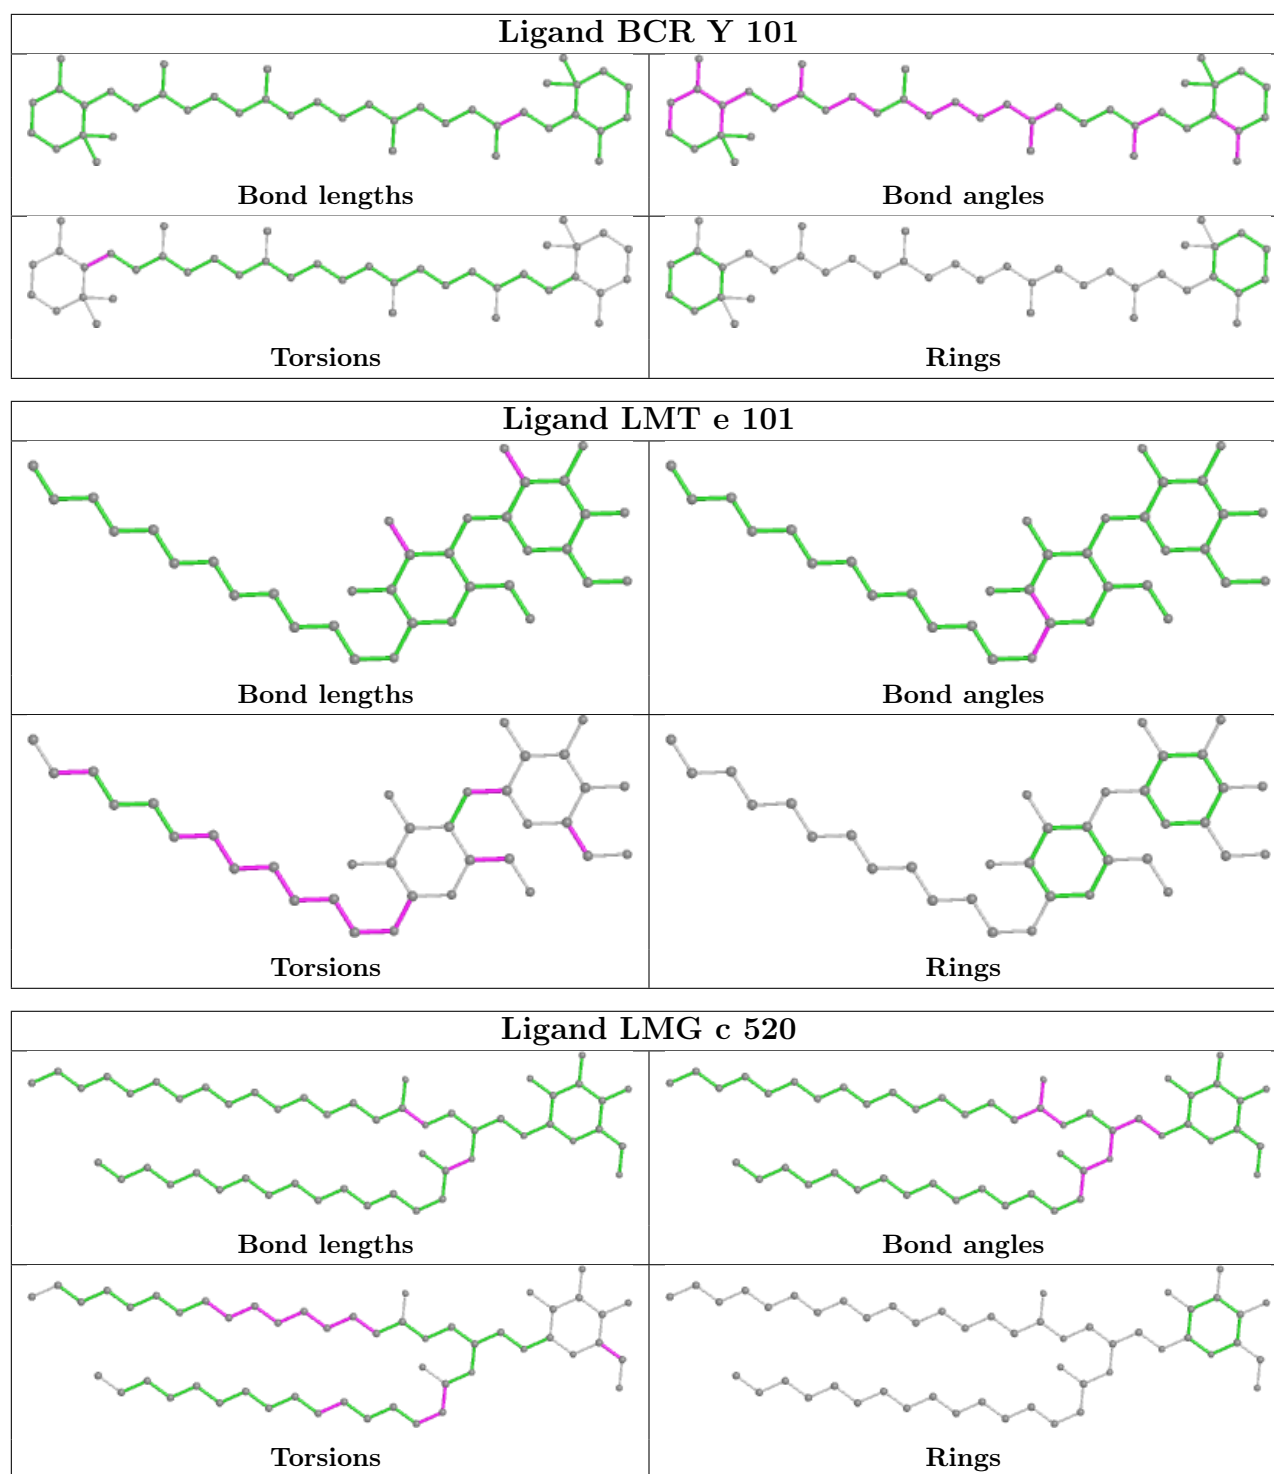 Ligand BCR Y 101
Bond lengths
Bond angles
Torsions
Rings
Ligand LMT e 101
Bond lengths
Bond angles
Torsions
Rings
Ligand LMG c 520
Bond lengths
Bond angles
Torsions
Rings